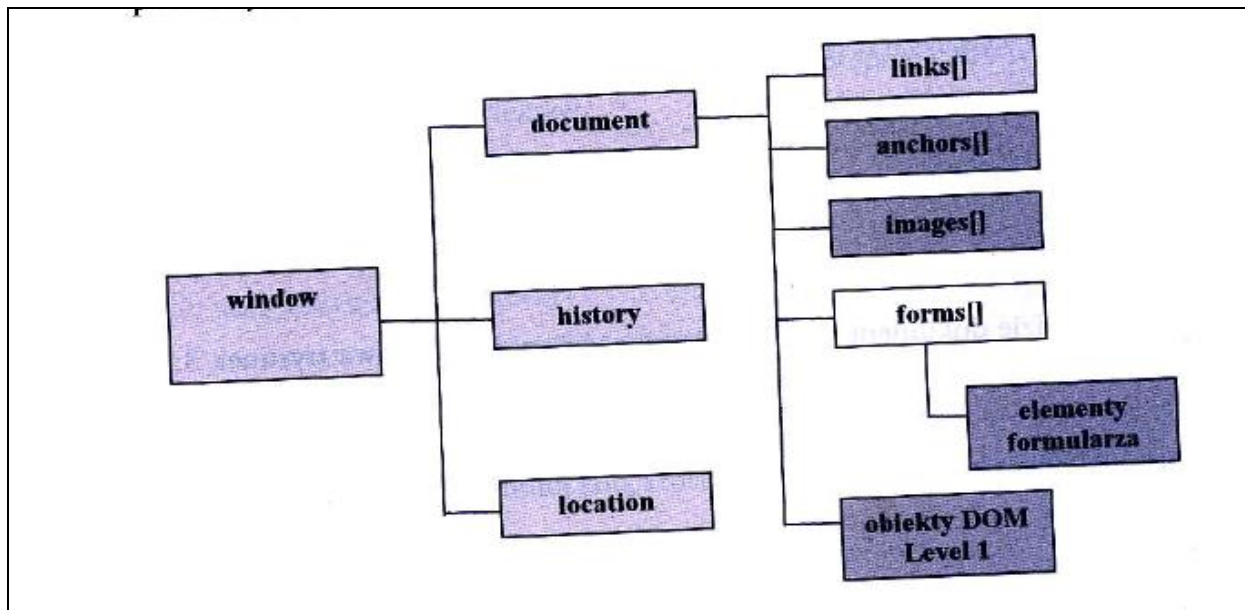 links[]
document
anchors[]
images[]
window
history
forms[]
elementy
formularza
location
obiekty DOM
Level 1